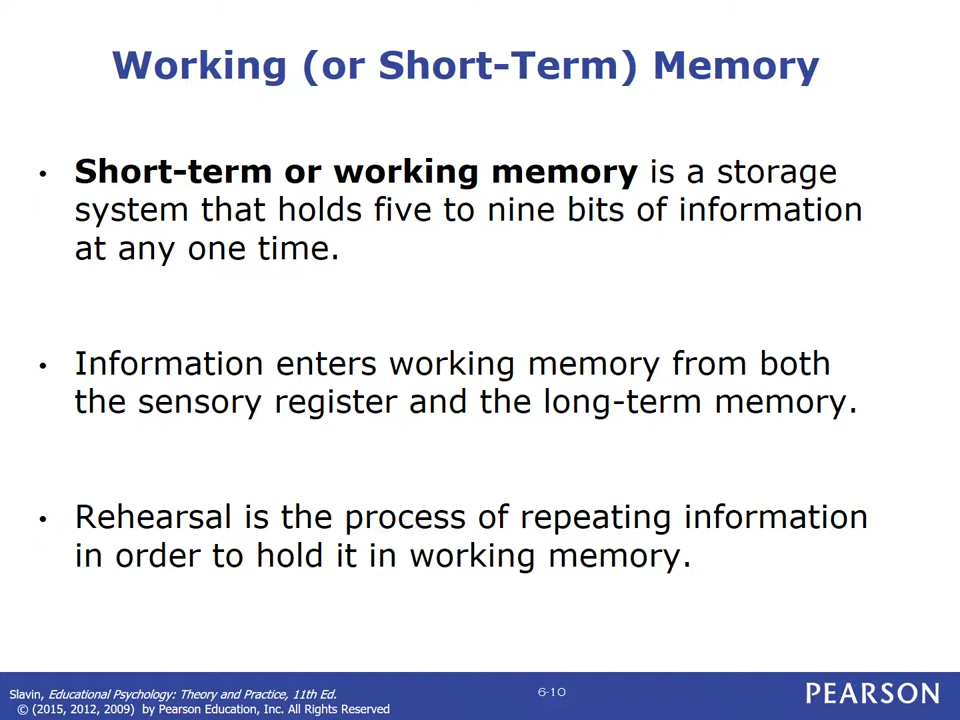 Working (or Short-Term) Memory
• Short-term or working memory is a storage
system that holds five to nine bits of information
at any one time.
• Information enters working memory from both
the sensory register and the long-term memory.
• Rehearsal is the process of repeating information
in order to hold it in working memory.
Slavin, Educational Psychology: Theory and Practice, 11th Ed.
© (2015, 2012, 2009) by Pearson Education, Inc. All Rights Reserved
6-10
PEARSON